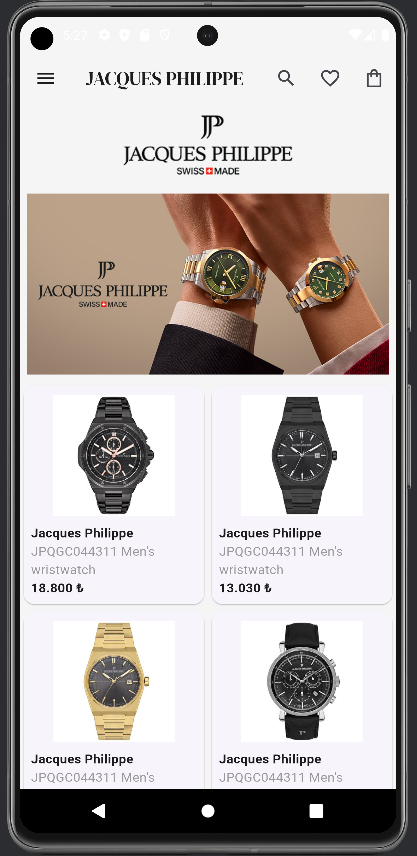 5:27
JACQUES PHILIPPE
JP
JACQUES PHILIPPE
SWISS MADE
JP
JACQUES PHILIPPE
SWISS MADE
Jacques Philippe
JPQGC044311 Men's
wristwatch
18.800 ₺
Jacques Philippe
JPQGC044311 Men's
wristwatch
13.030 ₺
Jacques Philippe
JPQGC044311 Men's
Jacques Philippe
JPQGC044311 Men's